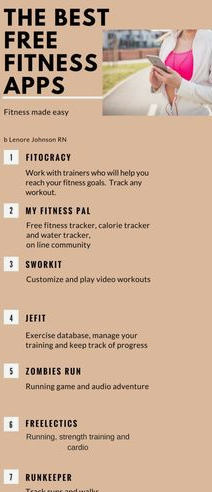 THE BEST
FREE
FITNESS
APPS
Fitness made easy
b Lenore Johnson RN
1 FITOCRACY
Work with trainers who will help you
reach your fitness goals. Track any
workout.
2 MY FITNESS PAL
Free fitness tracker, calorie tracker
and water tracker,
on line community
3 SWORKIT
Customize and play video workouts
4 JEFIT
Exercise database, manage your
training and keep track of progress
5 ZOMBIES RUN
Running game and audio adventure
6 FREELECTICS
Running, strength training and
cardio
7 RUNKEEPER
Track runs and walks